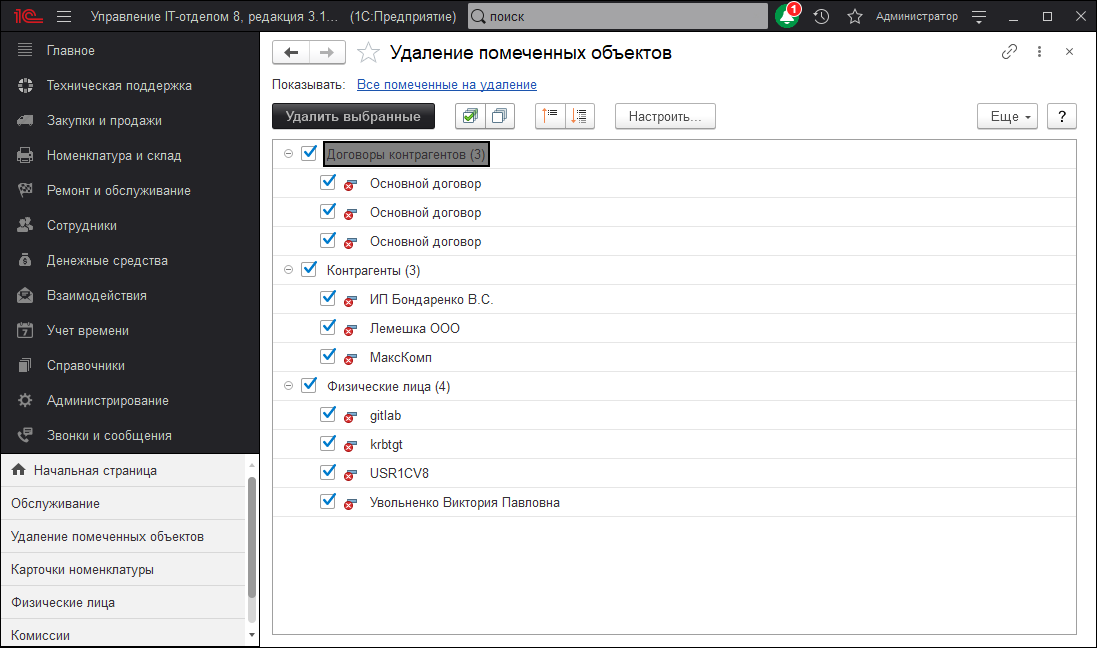 1С Управление IT-отделом 8, редакция 3.1... (1С:Предприятие) поиск 1 Администратор
Главное
Техническая поддержка
Закупки и продажи
Номенклатура и склад
Ремонт и обслуживание
Сотрудники
Денежные средства
Взаимодействия
7 Учет времени
Справочники
Администрирование
Звонки и сообщения
Начальная страница
Обслуживание
Удаление помеченных объектов
Карточки номенклатуры
Физические лица
Комиссии
Удаление помеченных объектов
Показывать: Все помеченные на удаление
Удалить выбранные Настроить... Еще ?
Договоры контрагентов (3)
Основной договор
Основной договор
Основной договор
Контрагенты (3)
ИП Бондаренко В.С.
Лемешка ООО
МаксКомп
Физические лица (4)
gitlab
krbtgt
USR1CV8
Увольненко Виктория Павловна